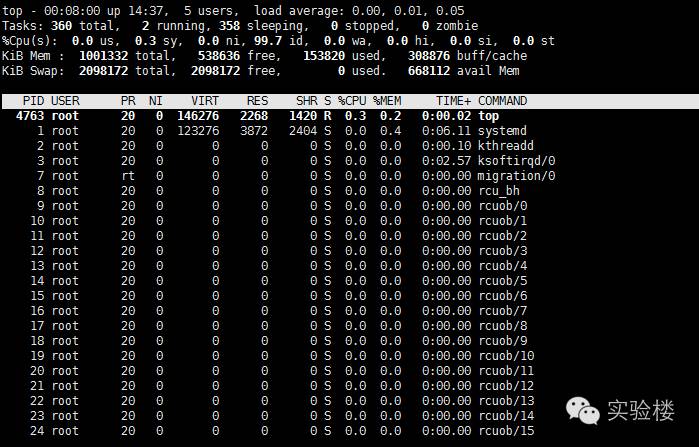 top - 00:08:00 up 14:37,  5 users,  load average: 0.00, 0.01, 0.05
Tasks: 360 total,   2 running, 358 sleeping,   0 stopped,   0 zombie
%Cpu(s):  0.0 us,  0.3 sy,  0.0 ni, 99.7 id,  0.0 wa,  0.0 hi,  0.0 si,  0.0 st
KiB Mem :  1001332 total,   538636 free,   153820 used,   308876 buff/cache
KiB Swap:  2098172 total,  2098172 free,        0 used.   668112 avail Mem
PID USER      PR  NI    VIRT    RES    SHR S %CPU %MEM     TIME+ COMMAND
4763 root      20   0  146276   2268   1420 R  0.3  0.2   0:00.02 top
1 root      20   0  123276   3872   2404 S  0.0  0.4   0:06.11 systemd
2 root      20   0       0      0      0 S  0.0  0.0   0:00.10 kthreadd
3 root      20   0       0      0      0 S  0.0  0.0   0:02.57 ksoftirqd/0
7 root      rt   0       0      0      0 S  0.0  0.0   0:00.00 migration/0
8 root      20   0       0      0      0 S  0.0  0.0   0:00.00 rcu_bh
9 root      20   0       0      0      0 S  0.0  0.0   0:00.00 rcuob/0
10 root      20   0       0      0      0 S  0.0  0.0   0:00.00 rcuob/1
11 root      20   0       0      0      0 S  0.0  0.0   0:00.00 rcuob/2
12 root      20   0       0      0      0 S  0.0  0.0   0:00.00 rcuob/3
13 root      20   0       0      0      0 S  0.0  0.0   0:00.00 rcuob/4
14 root      20   0       0      0      0 S  0.0  0.0   0:00.00 rcuob/5
15 root      20   0       0      0      0 S  0.0  0.0   0:00.00 rcuob/6
16 root      20   0       0      0      0 S  0.0  0.0   0:00.00 rcuob/7
17 root      20   0       0      0      0 S  0.0  0.0   0:00.00 rcuob/8
18 root      20   0       0      0      0 S  0.0  0.0   0:00.00 rcuob/9
19 root      20   0       0      0      0 S  0.0  0.0   0:00.00 rcuob/10
20 root      20   0       0      0      0 S  0.0  0.0   0:00.00 rcuob/11
21 root      20   0       0      0      0 S  0.0  0.0   0:00.00 rcuob/12
22 root      20   0       0      0      0 S  0.0  0.0   0:00.00 rcuob/13
23 root      20   0       0      0      0 S  0.0  0.0   0:00.00 rcuob/14
24 root      20   0       0      0      0 S  0.0  0.0   0:00.00 rcuob/15
实验楼